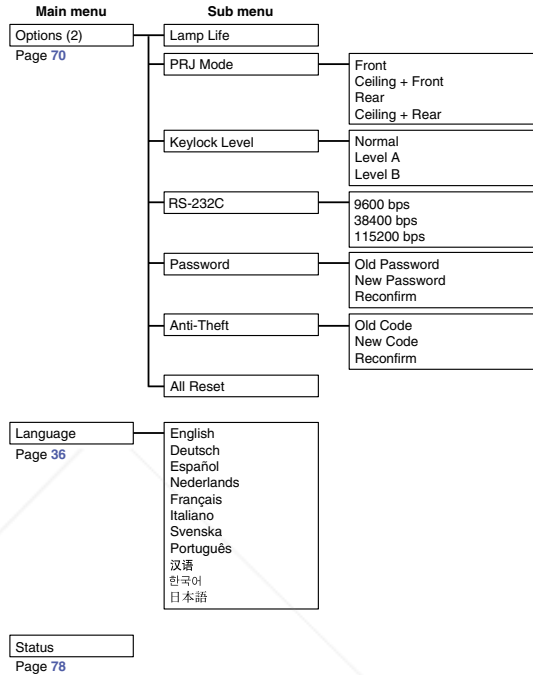 Main menu
Sub menu
Options (2)
Page 70
Lamp Life
PRJ Mode
Front
Ceiling + Front
Rear
Ceiling + Rear
Keylock Level
Normal
Level A
Level B
RS-232C
9600 bps
38400 bps
115200 bps
Password
Old Password
New Password
Reconfirm
Anti-Theft
Old Code
New Code
Reconfirm
All Reset
Language
Page 36
English
Deutsch
Español
Nederlands
Français
Italiano
Svenska
Português
汉语
한국어
日本語
Status
Page 78